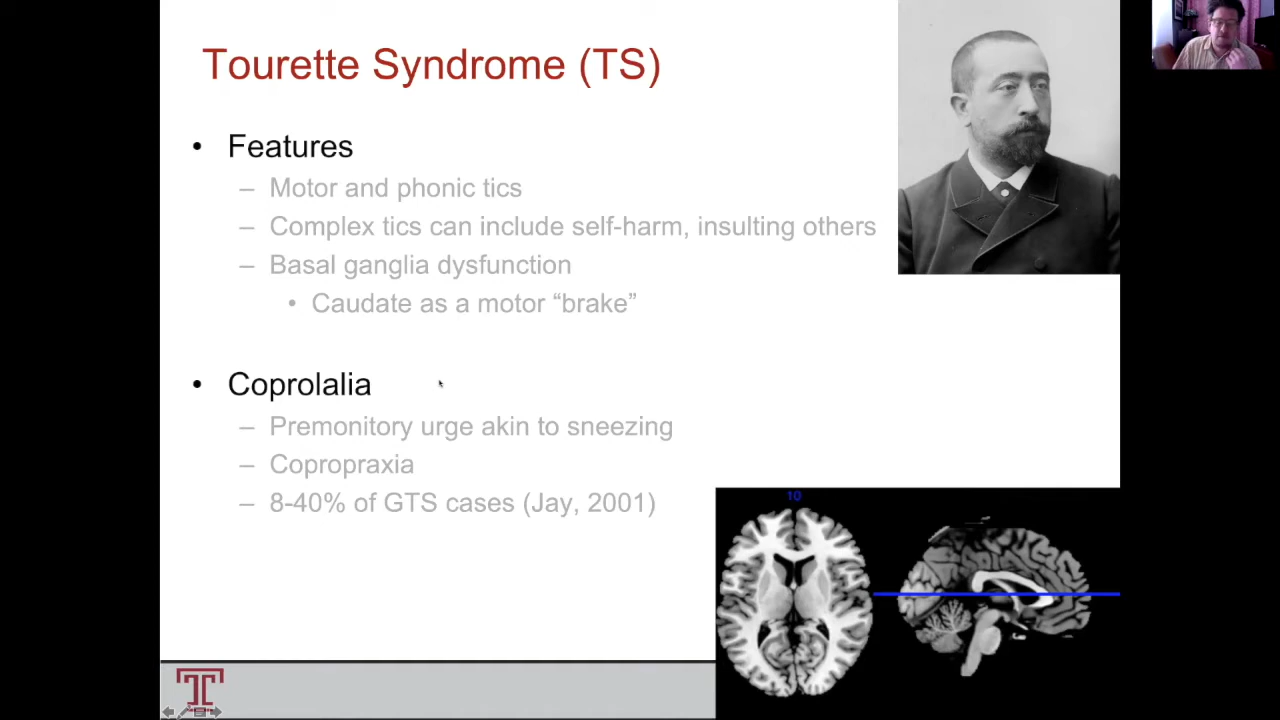 Tourette Syndrome (TS)
• Features
– Motor and phonic tics
– Complex tics can include self-harm, insulting others
– Basal ganglia dysfunction
• Caudate as a motor “brake”
• Coprolalia
– Premonitory urge akin to sneezing
– Copropraxia
– 8-40% of GTS cases (Jay, 2001)
10
T